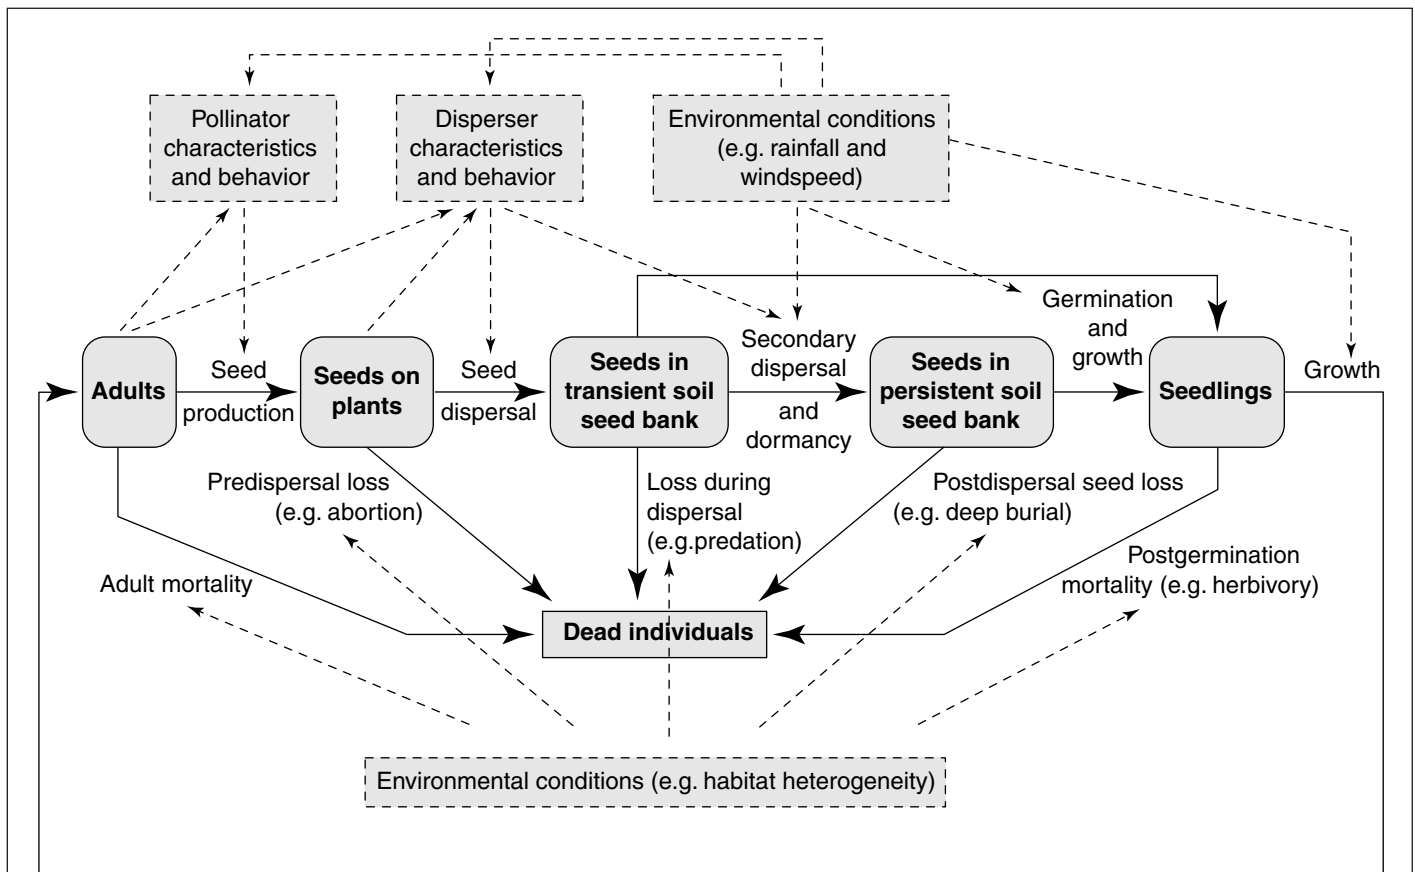 Pollinator
characteristics
and behavior
Disperser
characteristics
and behavior
Environmental conditions
(e.g. rainfall and
windspeed)
Adults
Seed
production
Seeds on
plants
Seed
dispersal
Seeds in
transient soil
seed bank
Secondary
dispersal
and
dormancy
Seeds in
persistent soil
seed bank
Germination
and
growth
Seedlings
Growth
Predispersal loss
(e.g. abortion)
Loss during
dispersal
(e.g.predation)
Postdispersal seed loss
(e.g. deep burial)
Adult mortality
Postgermination
mortality (e.g. herbivory)
Dead individuals
Environmental conditions (e.g. habitat heterogeneity)